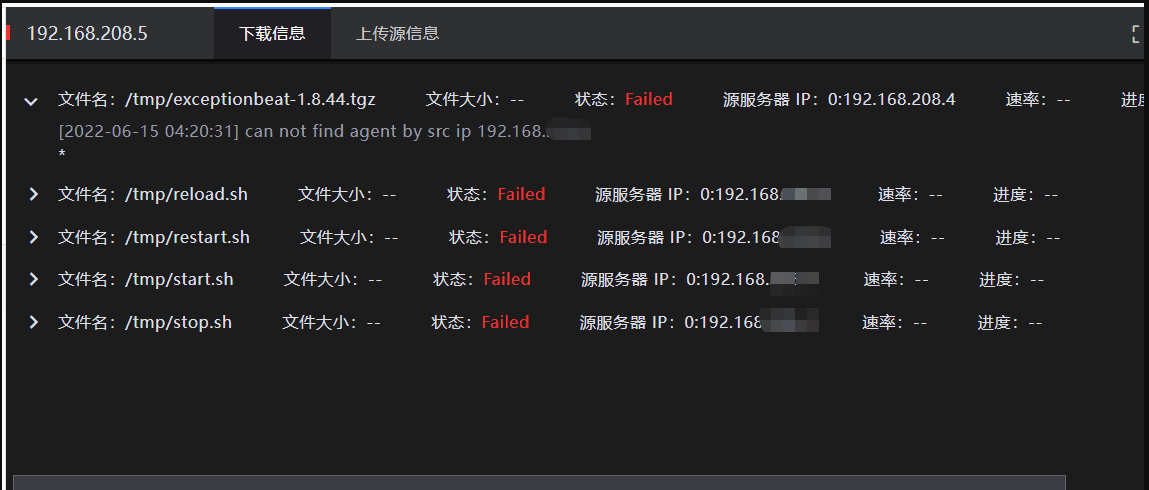 192.168.208.5 下载信息 上传源信息
文件名：/tmp/exceptionbeat-1.8.44.tgz 文件大小：-- 状态：Failed 源服务器 IP：0:192.168.208.4 速率：--
[2022-06-15 04:20:31] can not find agent by src ip 192.168.
*
文件名：/tmp/reload.sh 文件大小：-- 状态：Failed 源服务器 IP：0:192.168. 速率：-- 进度：--
文件名：/tmp/restart.sh 文件大小：-- 状态：Failed 源服务器 IP：0:192.168 速率：-- 进度：--
文件名：/tmp/start.sh 文件大小：-- 状态：Failed 源服务器 IP：0:192.168. 速率：-- 进度：--
文件名：/tmp/stop.sh 文件大小：-- 状态：Failed 源服务器 IP：0:192.168 速率：-- 进度：--